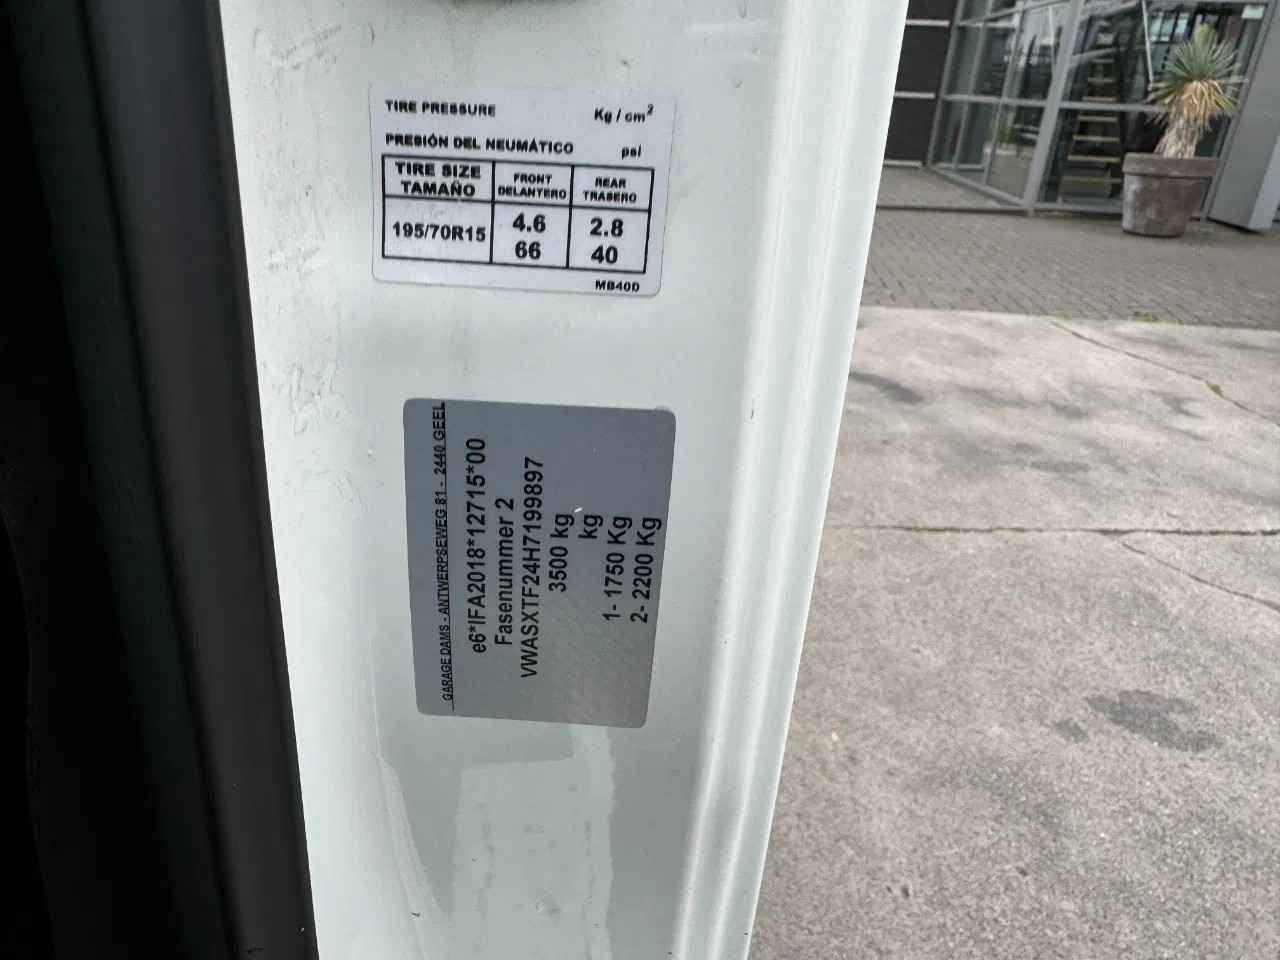 TIRE PRESSURE Kg / cm²
PRESIÓN DEL NEUMÁTICO psi
TIRE SIZE TAMAÑO FRONT DELANTERO REAR TRASERO
195/70R15 4.6 66 2.8 40
MB40D
GARAGE DAMS - ANTWERPSEWEG 81 - 2440 GEEL
e6*IFA2018*12715*00
Fasenummer 2
VWASXTF24H7199897
3500 kg
kg
1- 1750 Kg
2- 2200 Kg